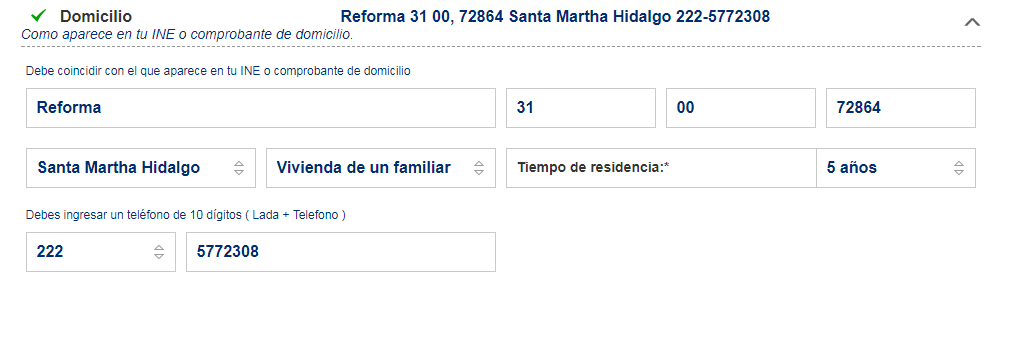 Domicilio Reforma 31 00, 72864 Santa Martha Hidalgo 222-5772308
Como aparece en tu INE o comprobante de domicilio.
Debe coincidir con el que aparece en tu INE o comprobante de domicilio
Reforma 31 00 72864
Santa Martha Hidalgo Vivienda de un familiar Tiempo de residencia:* 5 años
Debes ingresar un teléfono de 10 dígitos ( Lada + Telefono )
222 5772308